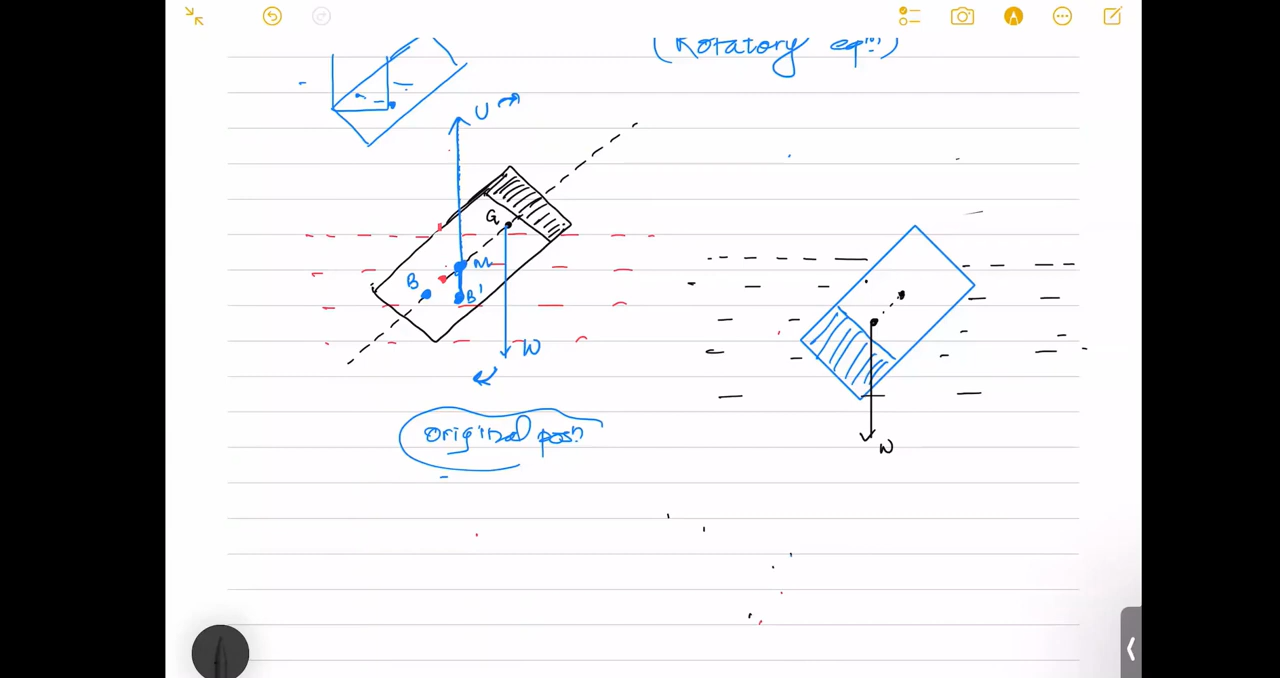 (Rotatory eqᵐ)
U
G
M
B
B'
W
original posⁿ
W